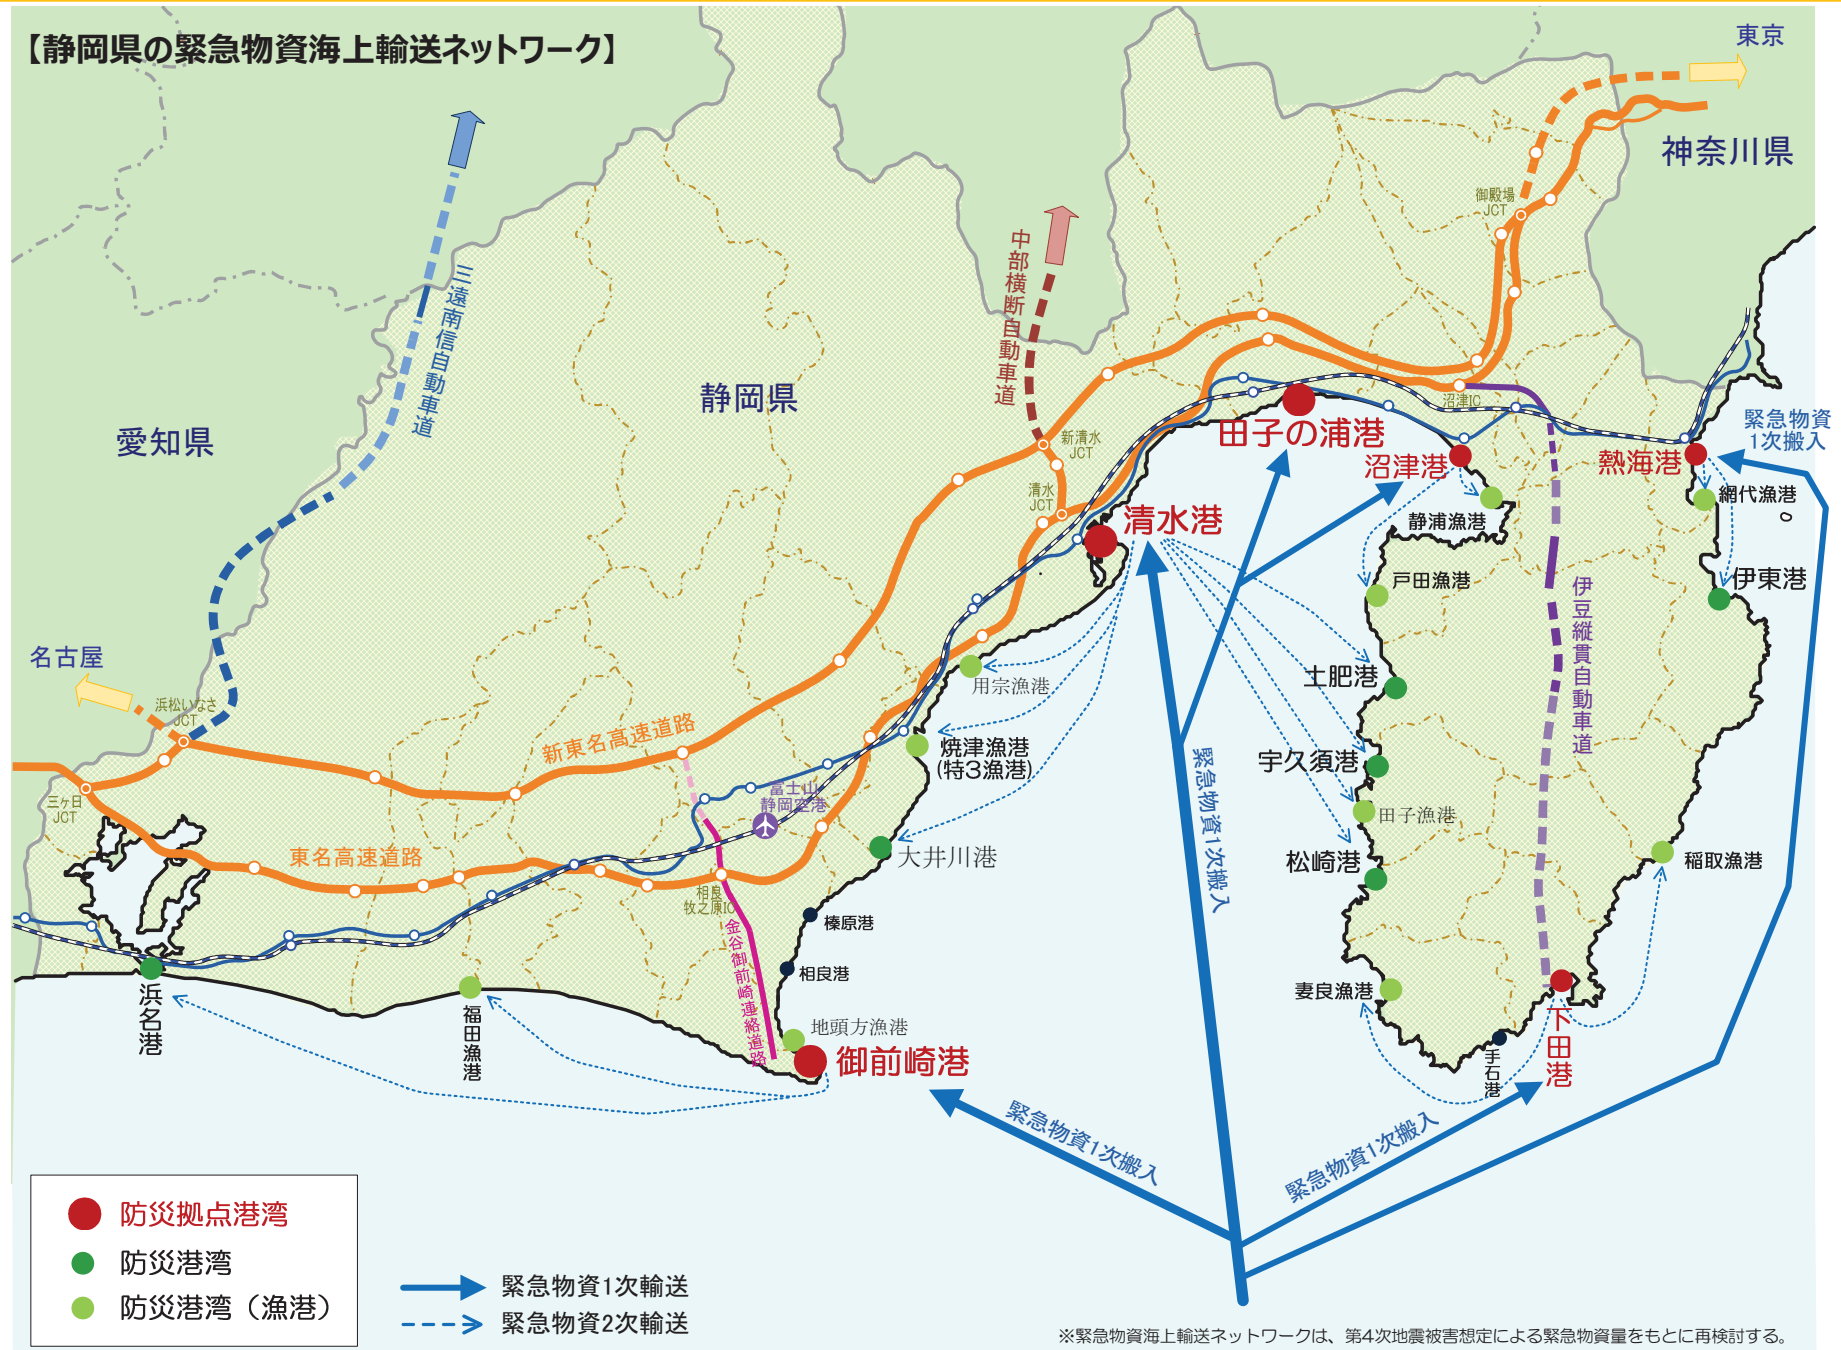 【静岡県の緊急物資海上輸送ネットワーク】
東京
神奈川県
御殿場
JCT
三遠南信自動車道
中部横断自動車道
静岡県
愛知県
新清水
JCT
清水
JCT
沼津IC
田子の浦港
沼津港
熱海港
緊急物資
1次搬入
網代漁港
静浦漁港
清水港
戸田漁港
伊東港
伊豆縦貫自動車道
名古屋
浜松いなさ
JCT
土肥港
用宗漁港
新東名高速道路
焼津漁港
(特3漁港)
緊急物資1次搬入
宇久須港
富士山
静岡空港
三ヶ日
JCT
田子漁港
東名高速道路
大井川港
松崎港
稲取漁港
相良
牧之原IC
金谷御前崎連絡道路
榛原港
相良港
妻良漁港
浜名港
福田漁港
地頭方漁港
御前崎港
下田港
手石港
緊急物資1次搬入
緊急物資1次搬入
防災拠点港湾
防災港湾
防災港湾（漁港）
緊急物資1次輸送
緊急物資2次輸送
※緊急物資海上輸送ネットワークは、第4次地震被害想定による緊急物資量をもとに再検討する。